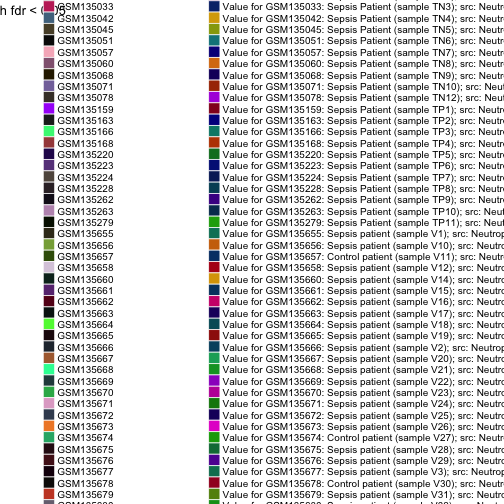 h fdr < 0.05
GSM135033 Value for GSM135033: Sepsis Patient (sample TN3); src: Neutr
GSM135042 Value for GSM135042: Sepsis Patient (sample TN4); src: Neutr
GSM135045 Value for GSM135045: Sepsis Patient (sample TN5); src: Neutr
GSM135051 Value for GSM135051: Sepsis Patient (sample TN6); src: Neutr
GSM135057 Value for GSM135057: Sepsis Patient (sample TN7); src: Neutr
GSM135060 Value for GSM135060: Sepsis Patient (sample TN8); src: Neutr
GSM135068 Value for GSM135068: Sepsis Patient (sample TN9); src: Neutr
GSM135071 Value for GSM135071: Sepsis Patient (sample TN10); src: Neu
GSM135078 Value for GSM135078: Sepsis Patient (sample TN12); src: Neu
GSM135159 Value for GSM135159: Sepsis Patient (sample TP1); src: Neutr
GSM135163 Value for GSM135163: Sepsis Patient (sample TP2); src: Neutr
GSM135166 Value for GSM135166: Sepsis Patient (sample TP3); src: Neutr
GSM135168 Value for GSM135168: Sepsis Patient (sample TP4); src: Neutr
GSM135220 Value for GSM135220: Sepsis Patient (sample TP5); src: Neutr
GSM135223 Value for GSM135223: Sepsis Patient (sample TP6); src: Neutr
GSM135224 Value for GSM135224: Sepsis Patient (sample TP7); src: Neutr
GSM135228 Value for GSM135228: Sepsis Patient (sample TP8); src: Neutr
GSM135262 Value for GSM135262: Sepsis Patient (sample TP9); src: Neutr
GSM135263 Value for GSM135263: Sepsis Patient (sample TP10); src: Neu
GSM135279 Value for GSM135279: Sepsis Patient (sample TP11); src: Neu
GSM135655 Value for GSM135655: Sepsis patient (sample V1); src: Neutrop
GSM135656 Value for GSM135656: Sepsis patient (sample V10); src: Neutro
GSM135657 Value for GSM135657: Control patient (sample V11); src: Neutr
GSM135658 Value for GSM135658: Sepsis patient (sample V12); src: Neutro
GSM135660 Value for GSM135660: Sepsis patient (sample V14); src: Neutro
GSM135661 Value for GSM135661: Sepsis patient (sample V15); src: Neutro
GSM135662 Value for GSM135662: Sepsis patient (sample V16); src: Neutro
GSM135663 Value for GSM135663: Sepsis patient (sample V17); src: Neutro
GSM135664 Value for GSM135664: Sepsis patient (sample V18); src: Neutro
GSM135665 Value for GSM135665: Sepsis patient (sample V19); src: Neutro
GSM135666 Value for GSM135666: Sepsis patient (sample V2); src: Neutrop
GSM135667 Value for GSM135667: Sepsis patient (sample V20); src: Neutro
GSM135668 Value for GSM135668: Sepsis patient (sample V21); src: Neutro
GSM135669 Value for GSM135669: Sepsis patient (sample V22); src: Neutro
GSM135670 Value for GSM135670: Sepsis patient (sample V23); src: Neutro
GSM135671 Value for GSM135671: Sepsis patient (sample V24); src: Neutro
GSM135672 Value for GSM135672: Sepsis patient (sample V25); src: Neutro
GSM135673 Value for GSM135673: Sepsis patient (sample V26); src: Neutro
GSM135674 Value for GSM135674: Control patient (sample V27); src: Neutr
GSM135675 Value for GSM135675: Sepsis patient (sample V28); src: Neutro
GSM135676 Value for GSM135676: Sepsis patient (sample V29); src: Neutro
GSM135677 Value for GSM135677: Sepsis patient (sample V3); src: Neutrop
GSM135678 Value for GSM135678: Control patient (sample V30); src: Neutr
GSM135679 Value for GSM135679: Sepsis patient (sample V31); src: Neutro